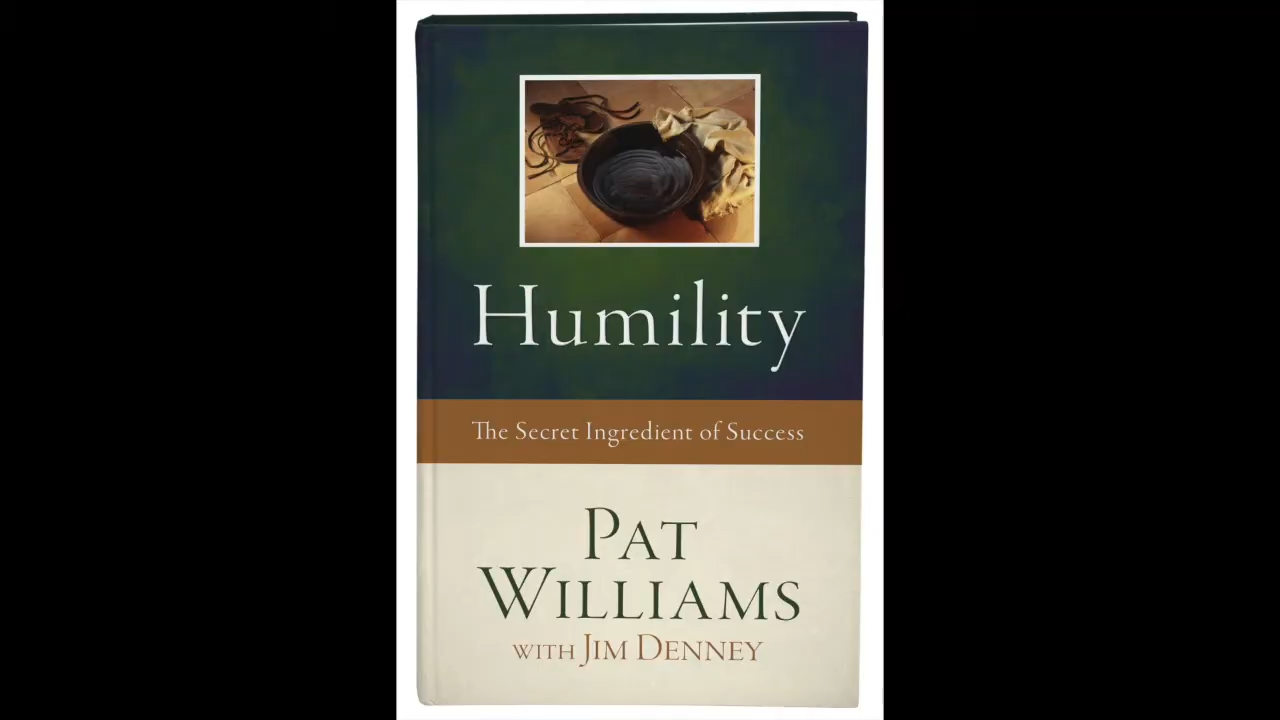 Humility
The Secret Ingredient of Success
PAT
WILLIAMS
WITH JIM DENNEY